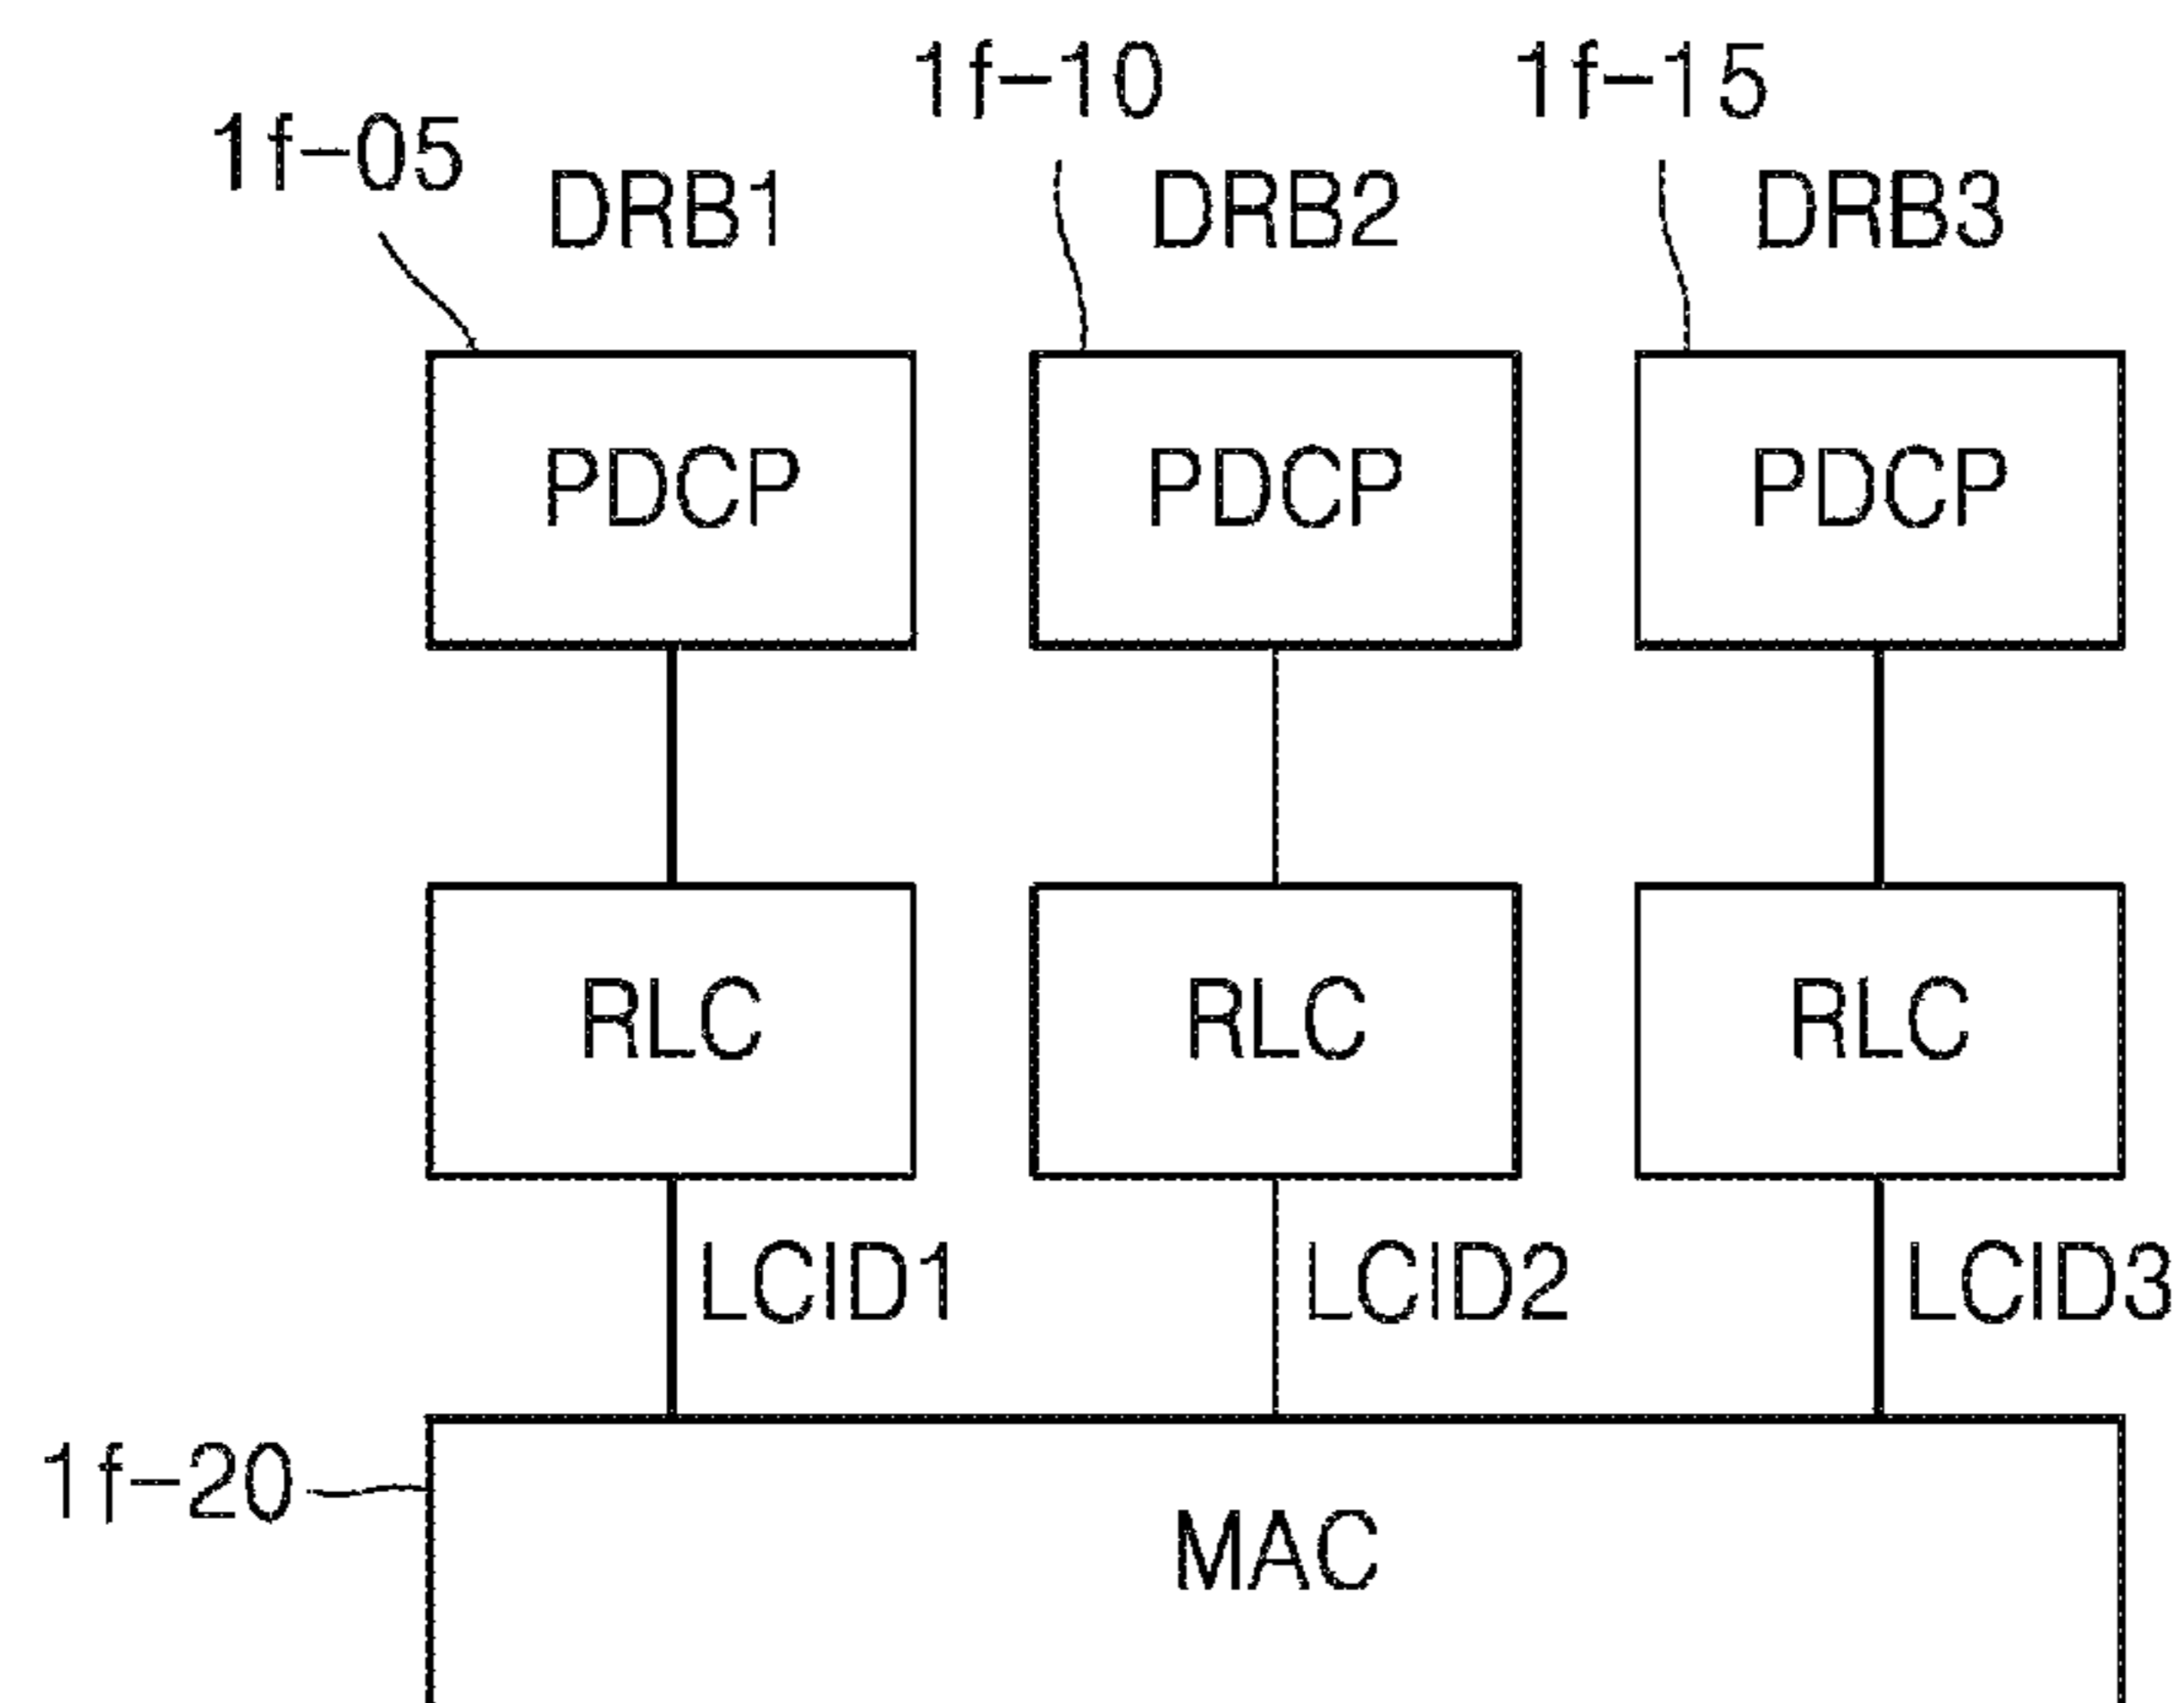 1f-10 1f-15
1f-05 DRB1 DRB2 DRB3
PDCP PDCP PDCP
RLC RLC RLC
LCID1 LCID2 LCID3
1f-20
MAC